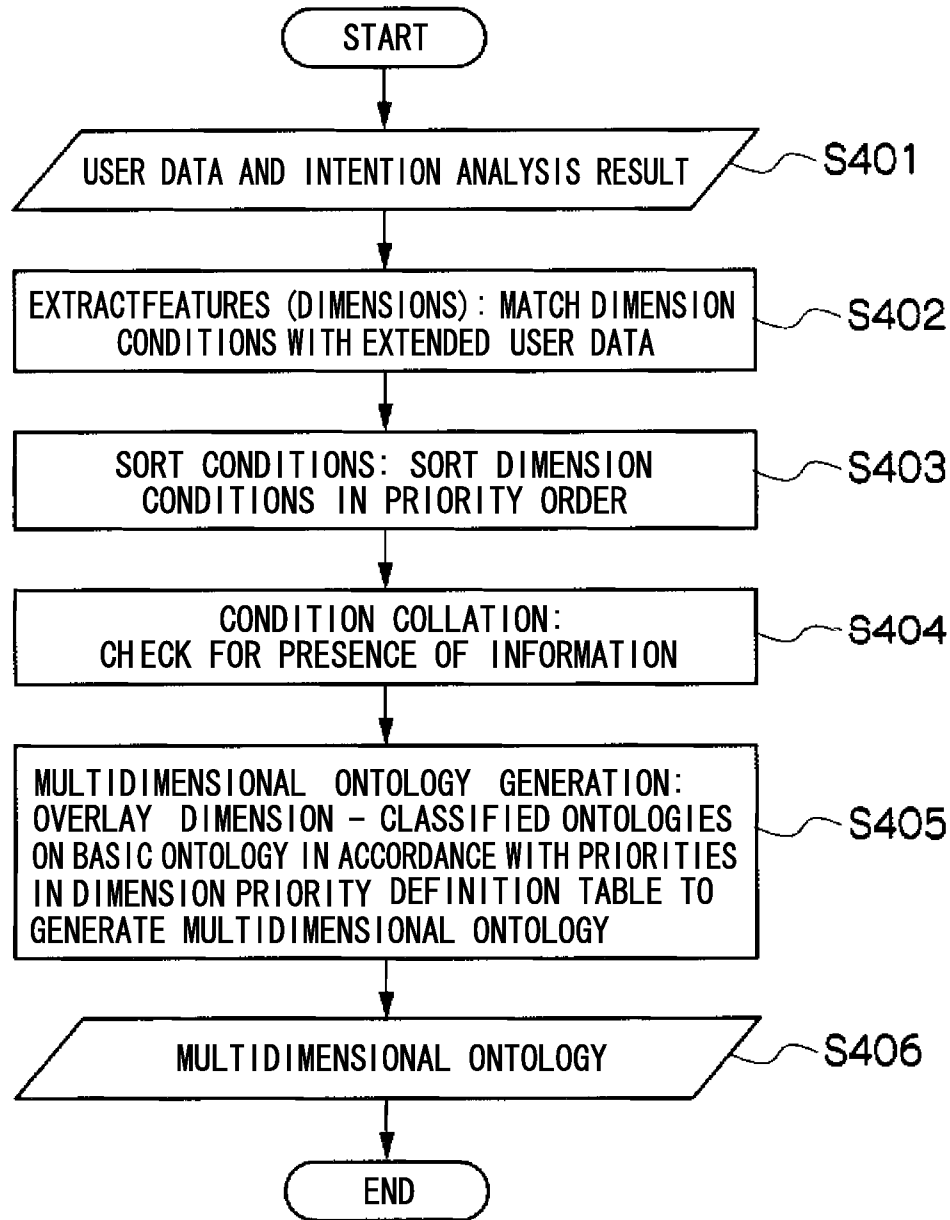 START
USER DATA AND INTENTION ANALYSIS RESULT
S401
EXTRACTFEATURES (DIMENSIONS): MATCH DIMENSION
CONDITIONS WITH EXTENDED USER DATA
S402
SORT CONDITIONS: SORT DIMENSION
CONDITIONS IN PRIORITY ORDER
S403
CONDITION COLLATION:
CHECK FOR PRESENCE OF INFORMATION
S404
MULTIDIMENSIONAL ONTOLOGY GENERATION:
OVERLAY DIMENSION – CLASSIFIED ONTOLOGIES
ON BASIC ONTOLOGY IN ACCORDANCE WITH PRIORITIES
IN DIMENSION PRIORITY DEFINITION TABLE TO
GENERATE MULTIDIMENSIONAL ONTOLOGY
S405
MULTIDIMENSIONAL ONTOLOGY
S406
END